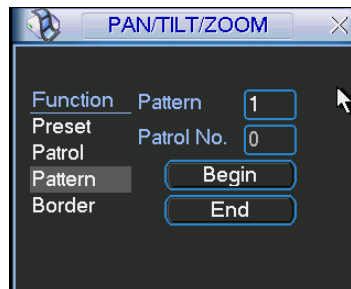 PAN/TILT/ZOOM
Function
Preset
Patrol
Pattern
Border
Pattern 1
Patrol No. 0
Begin
End